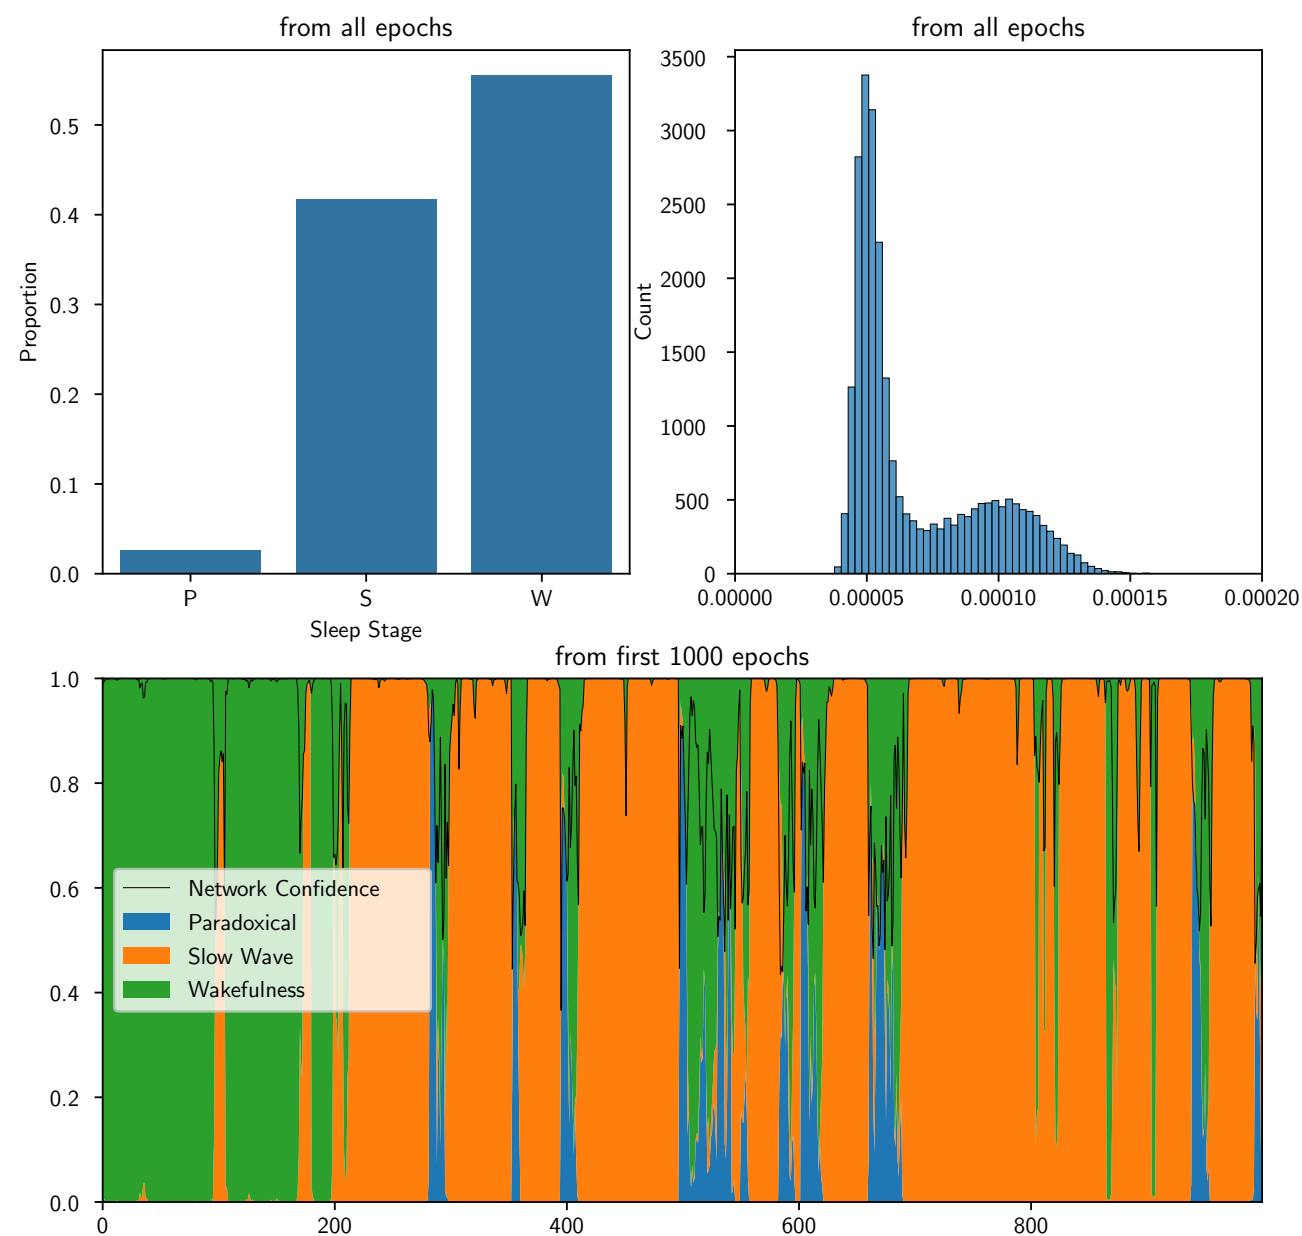 from all epochs
Proportion
0.5
0.4
0.3
0.2
0.1
0.0
P S W
Sleep Stage
from all epochs
Count
3500
3000
2500
2000
1500
1000
500
0
0.00000 0.00005 0.00010 0.00015 0.00020
from first 1000 epochs
1.0
0.8
0.6
0.4
0.2
0.0
Network Confidence
Paradoxical
Slow Wave
Wakefulness
0 200 400 600 800